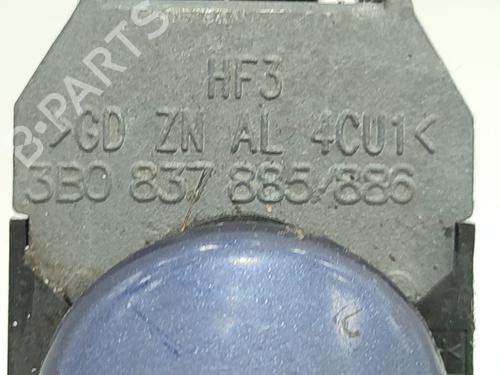 B-PARTS
HF3
>GD ZN AL 4CU1<
3B0 837 885/886